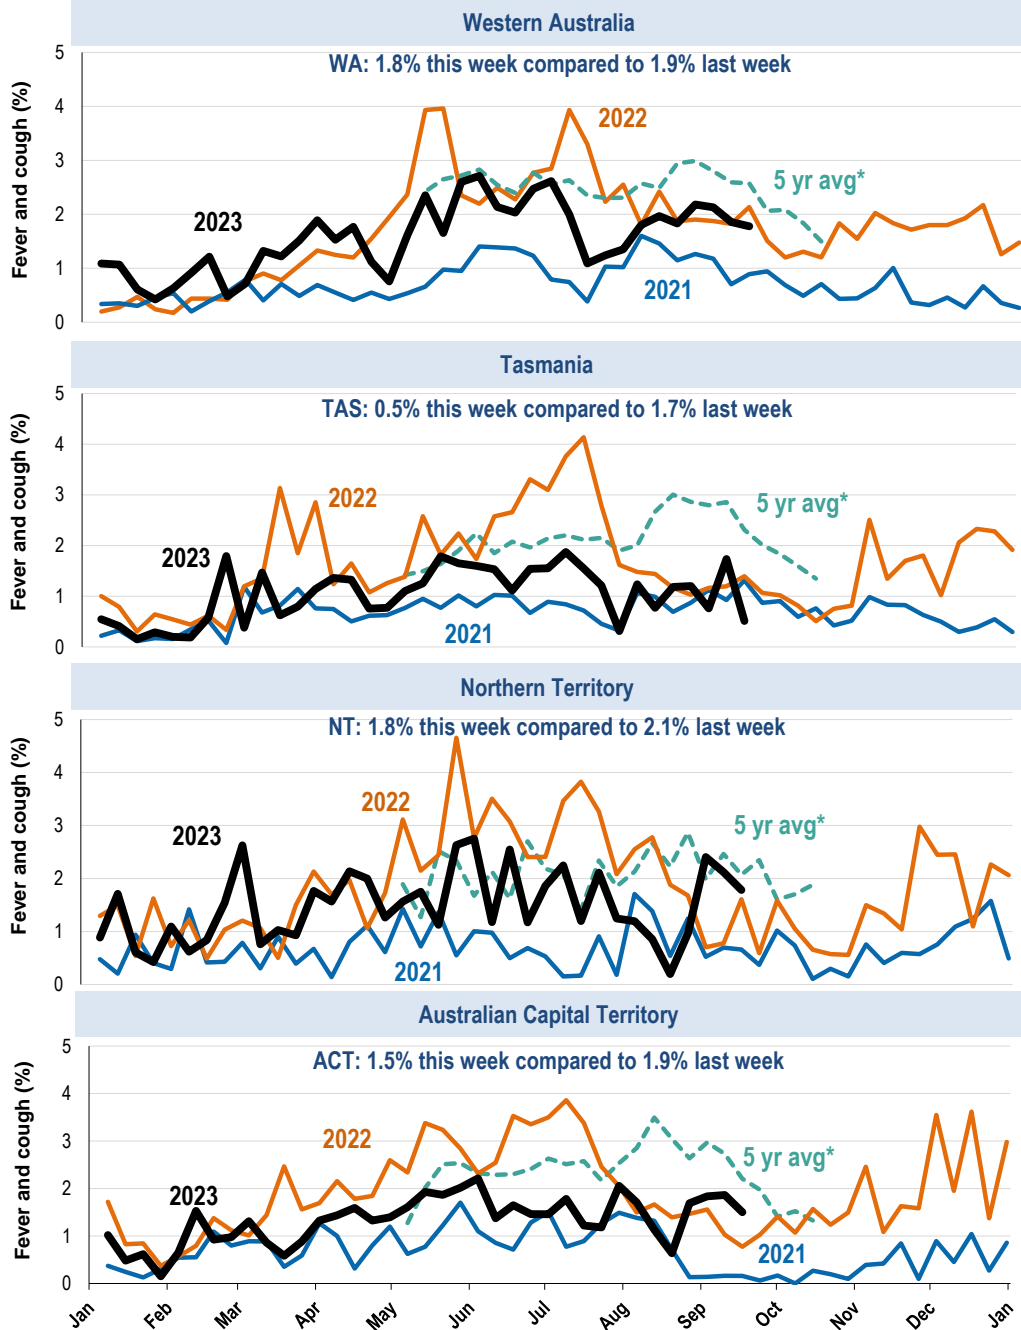 Western Australia
WA: 1.8% this week compared to 1.9% last week
Fever and cough (%)
5
4
3
2
1
0
2022
5 yr avg*
2023
2021
Tasmania
TAS: 0.5% this week compared to 1.7% last week
Fever and cough (%)
5
4
3
2
1
0
2022
5 yr avg*
2023
2021
Northern Territory
NT: 1.8% this week compared to 2.1% last week
Fever and cough (%)
5
4
3
2
1
0
2022
2023
5 yr avg*
2021
Australian Capital Territory
ACT: 1.5% this week compared to 1.9% last week
Fever and cough (%)
5
4
3
2
1
0
2022
5 yr avg*
2023
2021
Jan
Feb
Mar
Apr
May
Jun
Jul
Aug
Sep
Oct
Nov
Dec
Jan